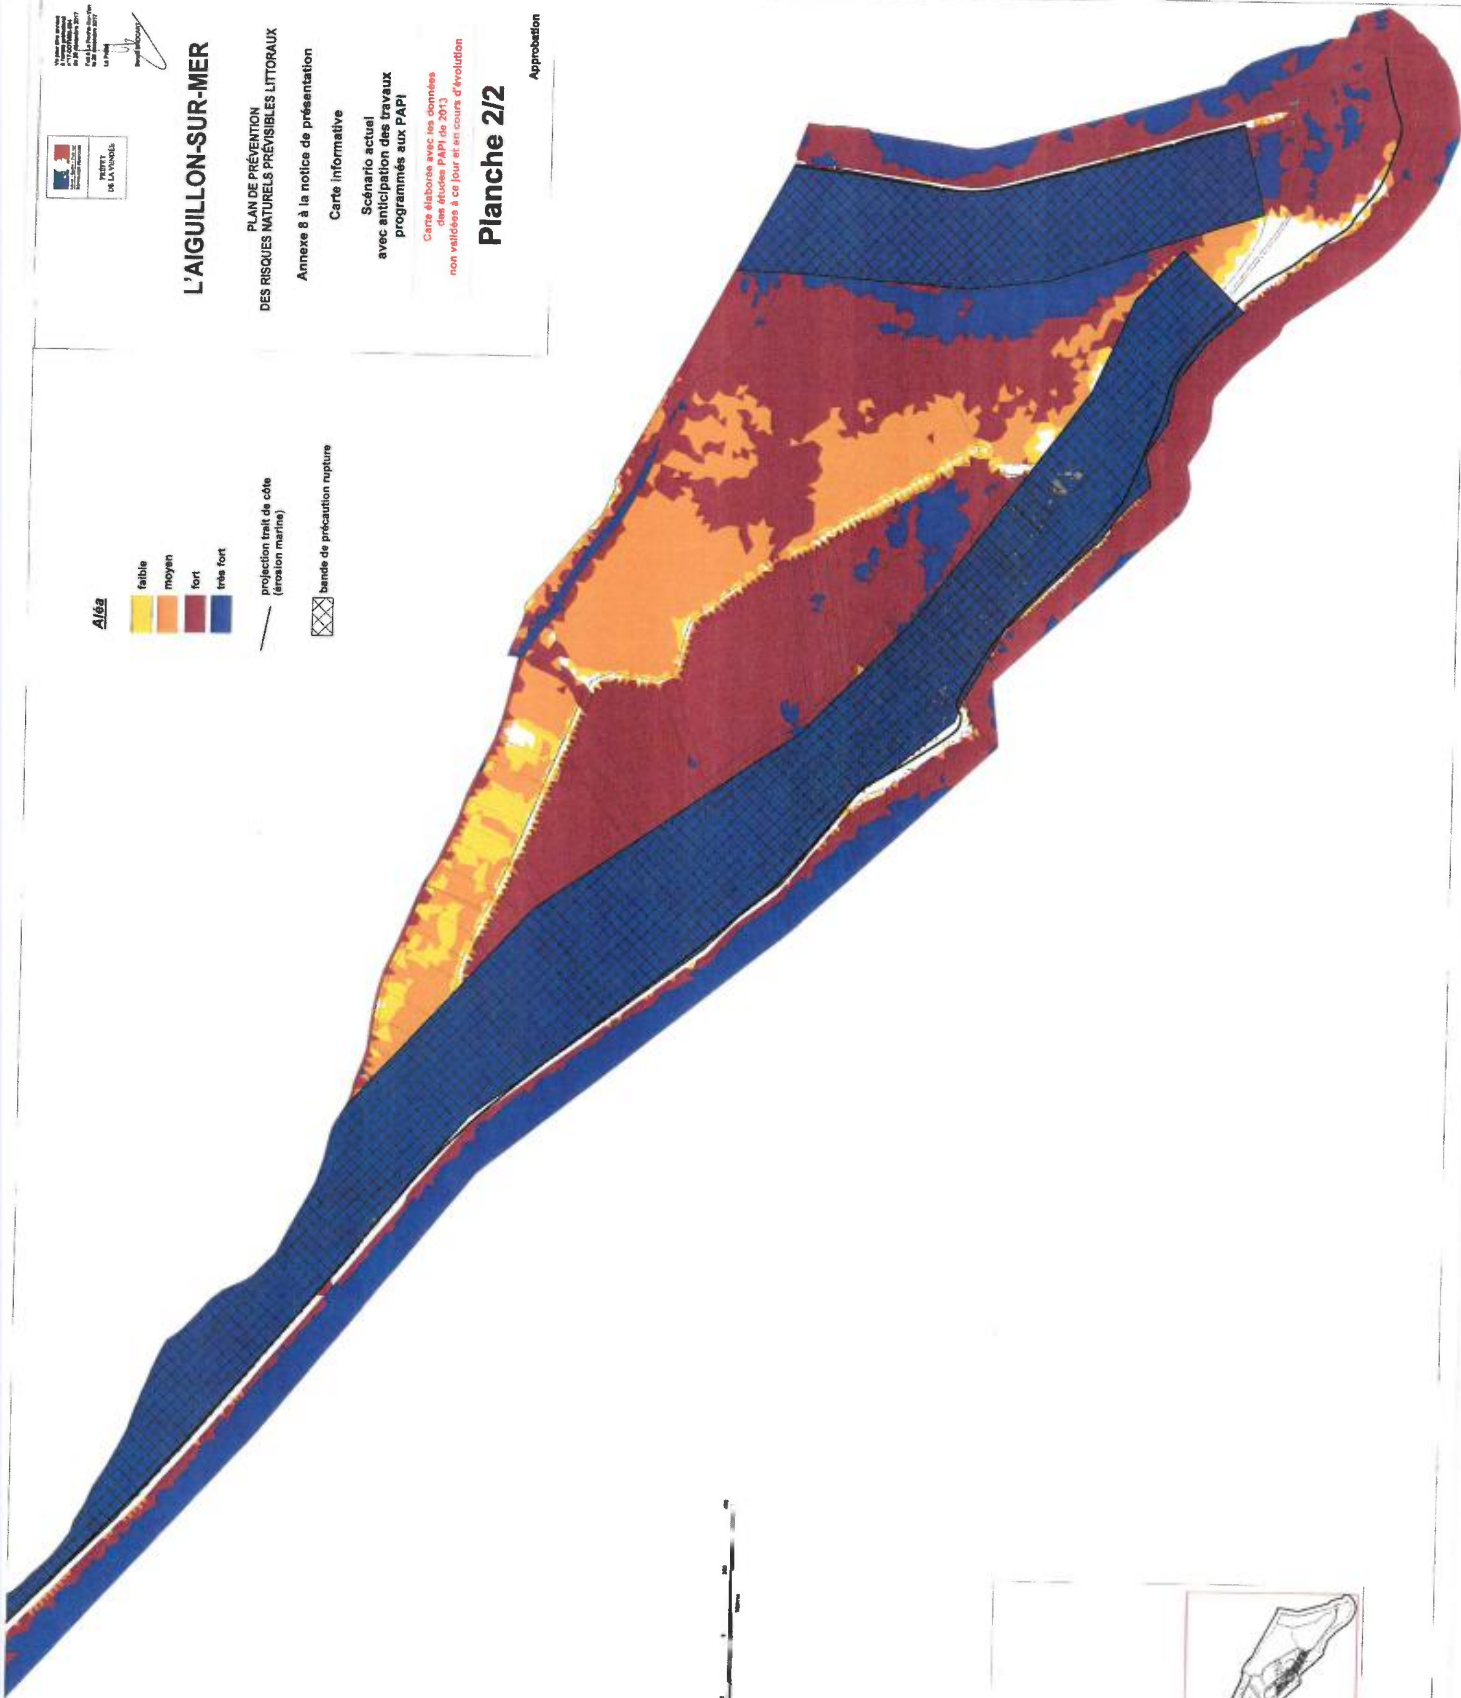 PRÉFET
DE LA VENDÉE
L'AIGUILLON-SUR-MER
PLAN DE PRÉVENTION
DES RISQUES NATURELS PRÉVISIBLES LITTORAUX
Annexe 8 à la notice de présentation
Carte informative
Scénario actuel
avec anticipation des travaux
programmés aux PAPI
Carte élaborée avec les données
des études PAPI de 2013
non validées à ce jour et en cours d'évolution
Planche 2/2
Approbation
Aléa
faible
moyen
fort
très fort
projection trait de côte
(érosion marine)
bande de précaution rupture